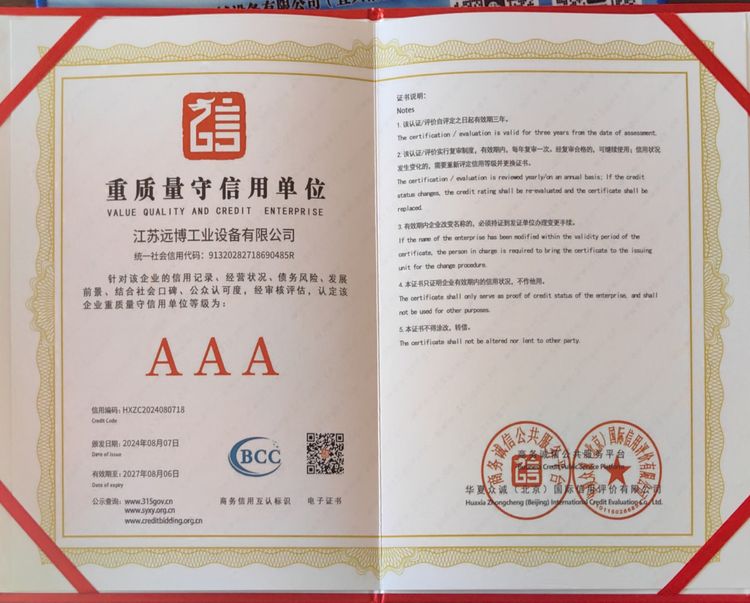 设备有限公司
重质量守信用单位
VALUE QUALITY AND CREDIT ENTERPRISE
江苏远博工业设备有限公司
统一社会信用代码：91320282718690485R
针对该企业的信用记录、经营状况、债务风险、发展
前景、结合社会口碑、公众认可度，经审核评估，认定该
企业重质量守信用单位等级为：
AAA
信用编码：HXZC2024080718
Credit Code
颁发日期：2024年08月07日
Date of issue
有效期至：2027年08月06日
Date of expiry
BCC
公示查询：www.315gov.cn
www.syxy.org.cn
www.creditbidding.org.cn
商务信用互认标识
电子证书
证书说明：
Notes
1. 该认证/评价自评定之日起有效期三年。
The certification / evaluation is valid for three years from the date of assessment.
2. 该认证/评价实行复审制度，有效期内，每年复审一次。经复审合格的，可继续使用；信用状况
发生变化的，需要重新评定信用等级并更换证书。
The certification / evaluation is reviewed yearly/on an annual basis; If the credit
status changes, the credit rating shall be re-evaluated and the certificate shall be
replaced.
3. 有效期内企业改变名称的，必须持证到发证单位办理变更手续。
If the name of the enterprise has been modified within the validity period of the
certificate, the person in charge is required to bring the certificate to the issuing
unit for the change procedure.
4. 本证书只证明企业有效期内的信用状况，不作他用。
The certificate shall only serve as proof of credit status of the enterprise, and shall
not be used for other purposes.
5. 本证书不得涂改，转借。
The certificate shall not be altered nor lent to other party.
商务诚信公共服务平台
Business Credit Public Service Platform
华夏众诚（北京）国际信用评价有限公司
Huaxia Zhongcheng (Beijing) International Credit Evaluation Co., Ltd.